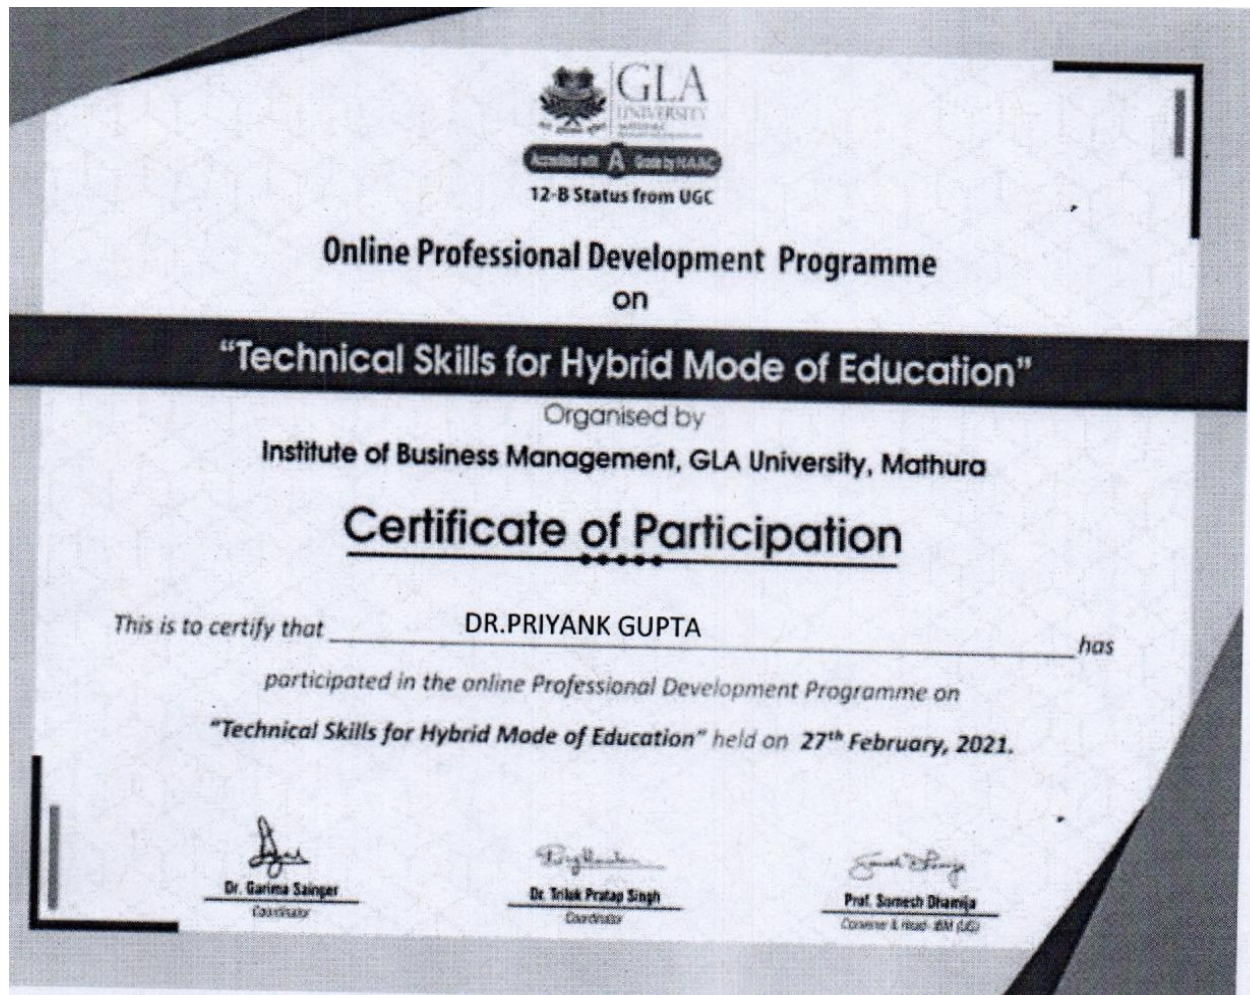 GLA
UNIVERSITY
Accredited with A Grade by NAAC
12-B Status from UGC
Online Professional Development Programme
on
“Technical Skills for Hybrid Mode of Education”
Organised by
Institute of Business Management, GLA University, Mathura
Certificate of Participation
This is to certify that DR.PRIYANK GUPTA has
participated in the online Professional Development Programme on
"Technical Skills for Hybrid Mode of Education" held on 27th February, 2021.
Dr. Garima Sainger
Coordinator
Dr. Trilok Pratap Singh
Coordinator
Prof. Somesh Dhamija
Convener & Head- IBM (UG)